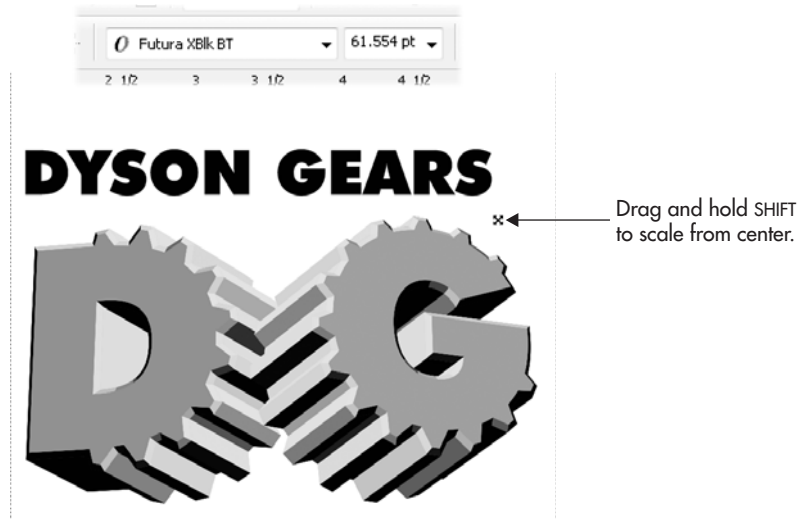 O Futura XBlk BT 61.554 pt
2 1/2 3 3 1/2 4 4 1/2
DYSON GEARS
Drag and hold SHIFT
to scale from center.
DG